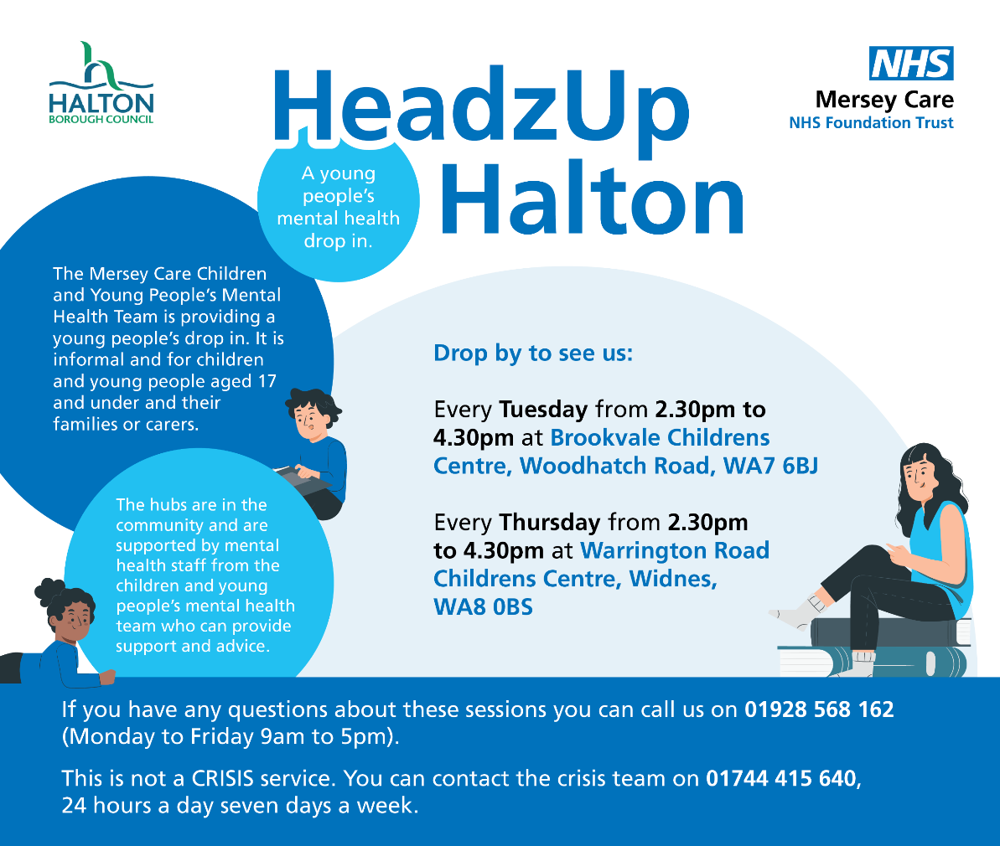 HALTON
BOROUGH COUNCIL
NHS
Mersey Care
NHS Foundation Trust
HeadzUp
Halton
A young
people's
mental health
drop in.
The Mersey Care Children
and Young People's Mental
Health Team is providing a
young people's drop in. It is
informal and for children
and young people aged 17
and under and their
families or carers.
The hubs are in the
community and are
supported by mental
health staff from the
children and young
people's mental health
team who can provide
support and advice.
Drop by to see us:
Every Tuesday from 2.30pm to
4.30pm at Brookvale Childrens
Centre, Woodhatch Road, WA7 6BJ
Every Thursday from 2.30pm
to 4.30pm at Warrington Road
Childrens Centre, Widnes,
WA8 0BS
If you have any questions about these sessions you can call us on 01928 568 162
(Monday to Friday 9am to 5pm).
This is not a CRISIS service. You can contact the crisis team on 01744 415 640,
24 hours a day seven days a week.